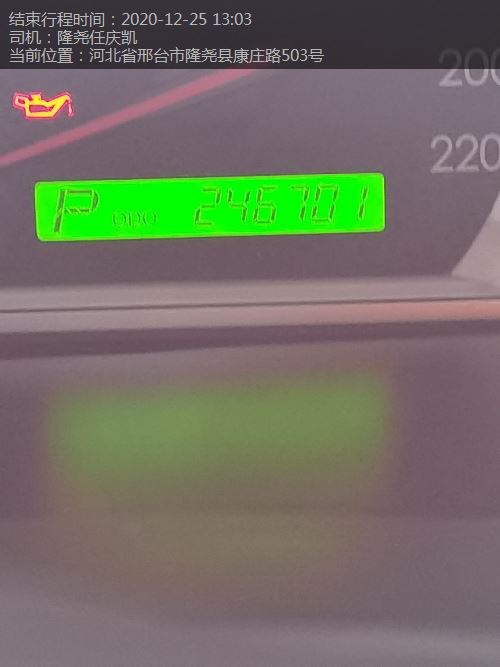 结束行程时间：2020-12-25 13:03
司机：隆尧任庆凯
当前位置：河北省邢台市隆尧县康庄路503号
200
220
P ODO 246701